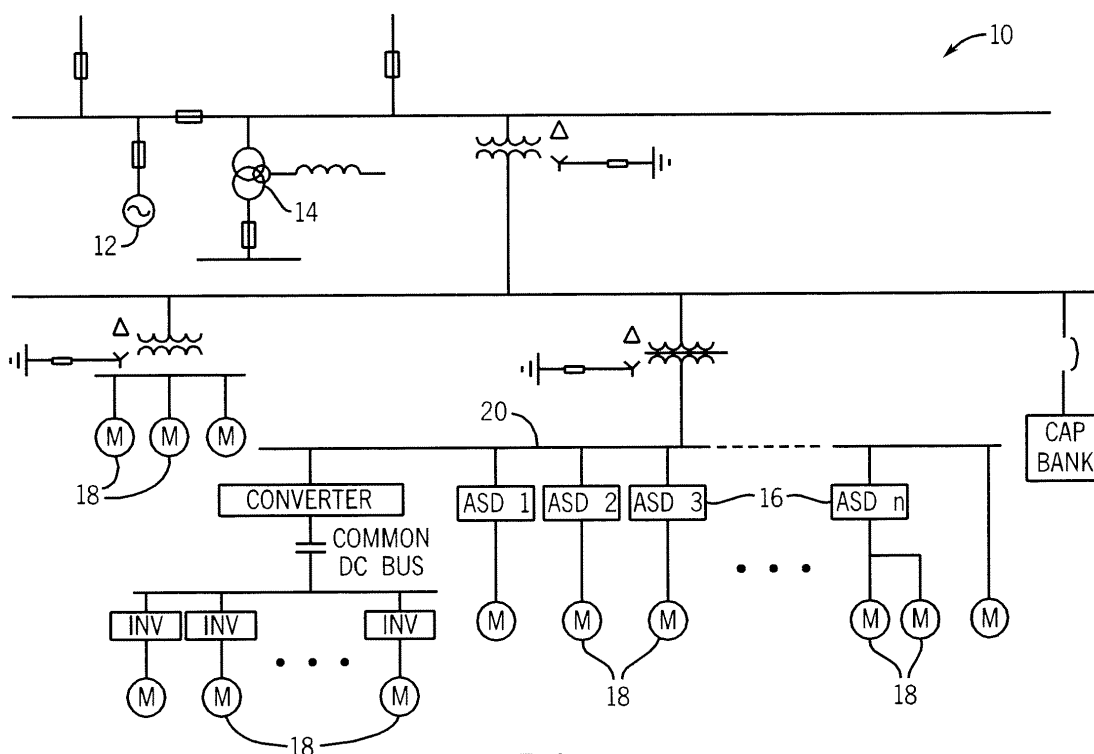 10
Δ
14
12
Δ
Δ
20
M M M
CAP
BANK
18
CONVERTER
ASD 1 ASD 2 ASD 3 16 ASD n
COMMON
DC BUS
INV INV INV
M M M M M M
M M M
18 18
18